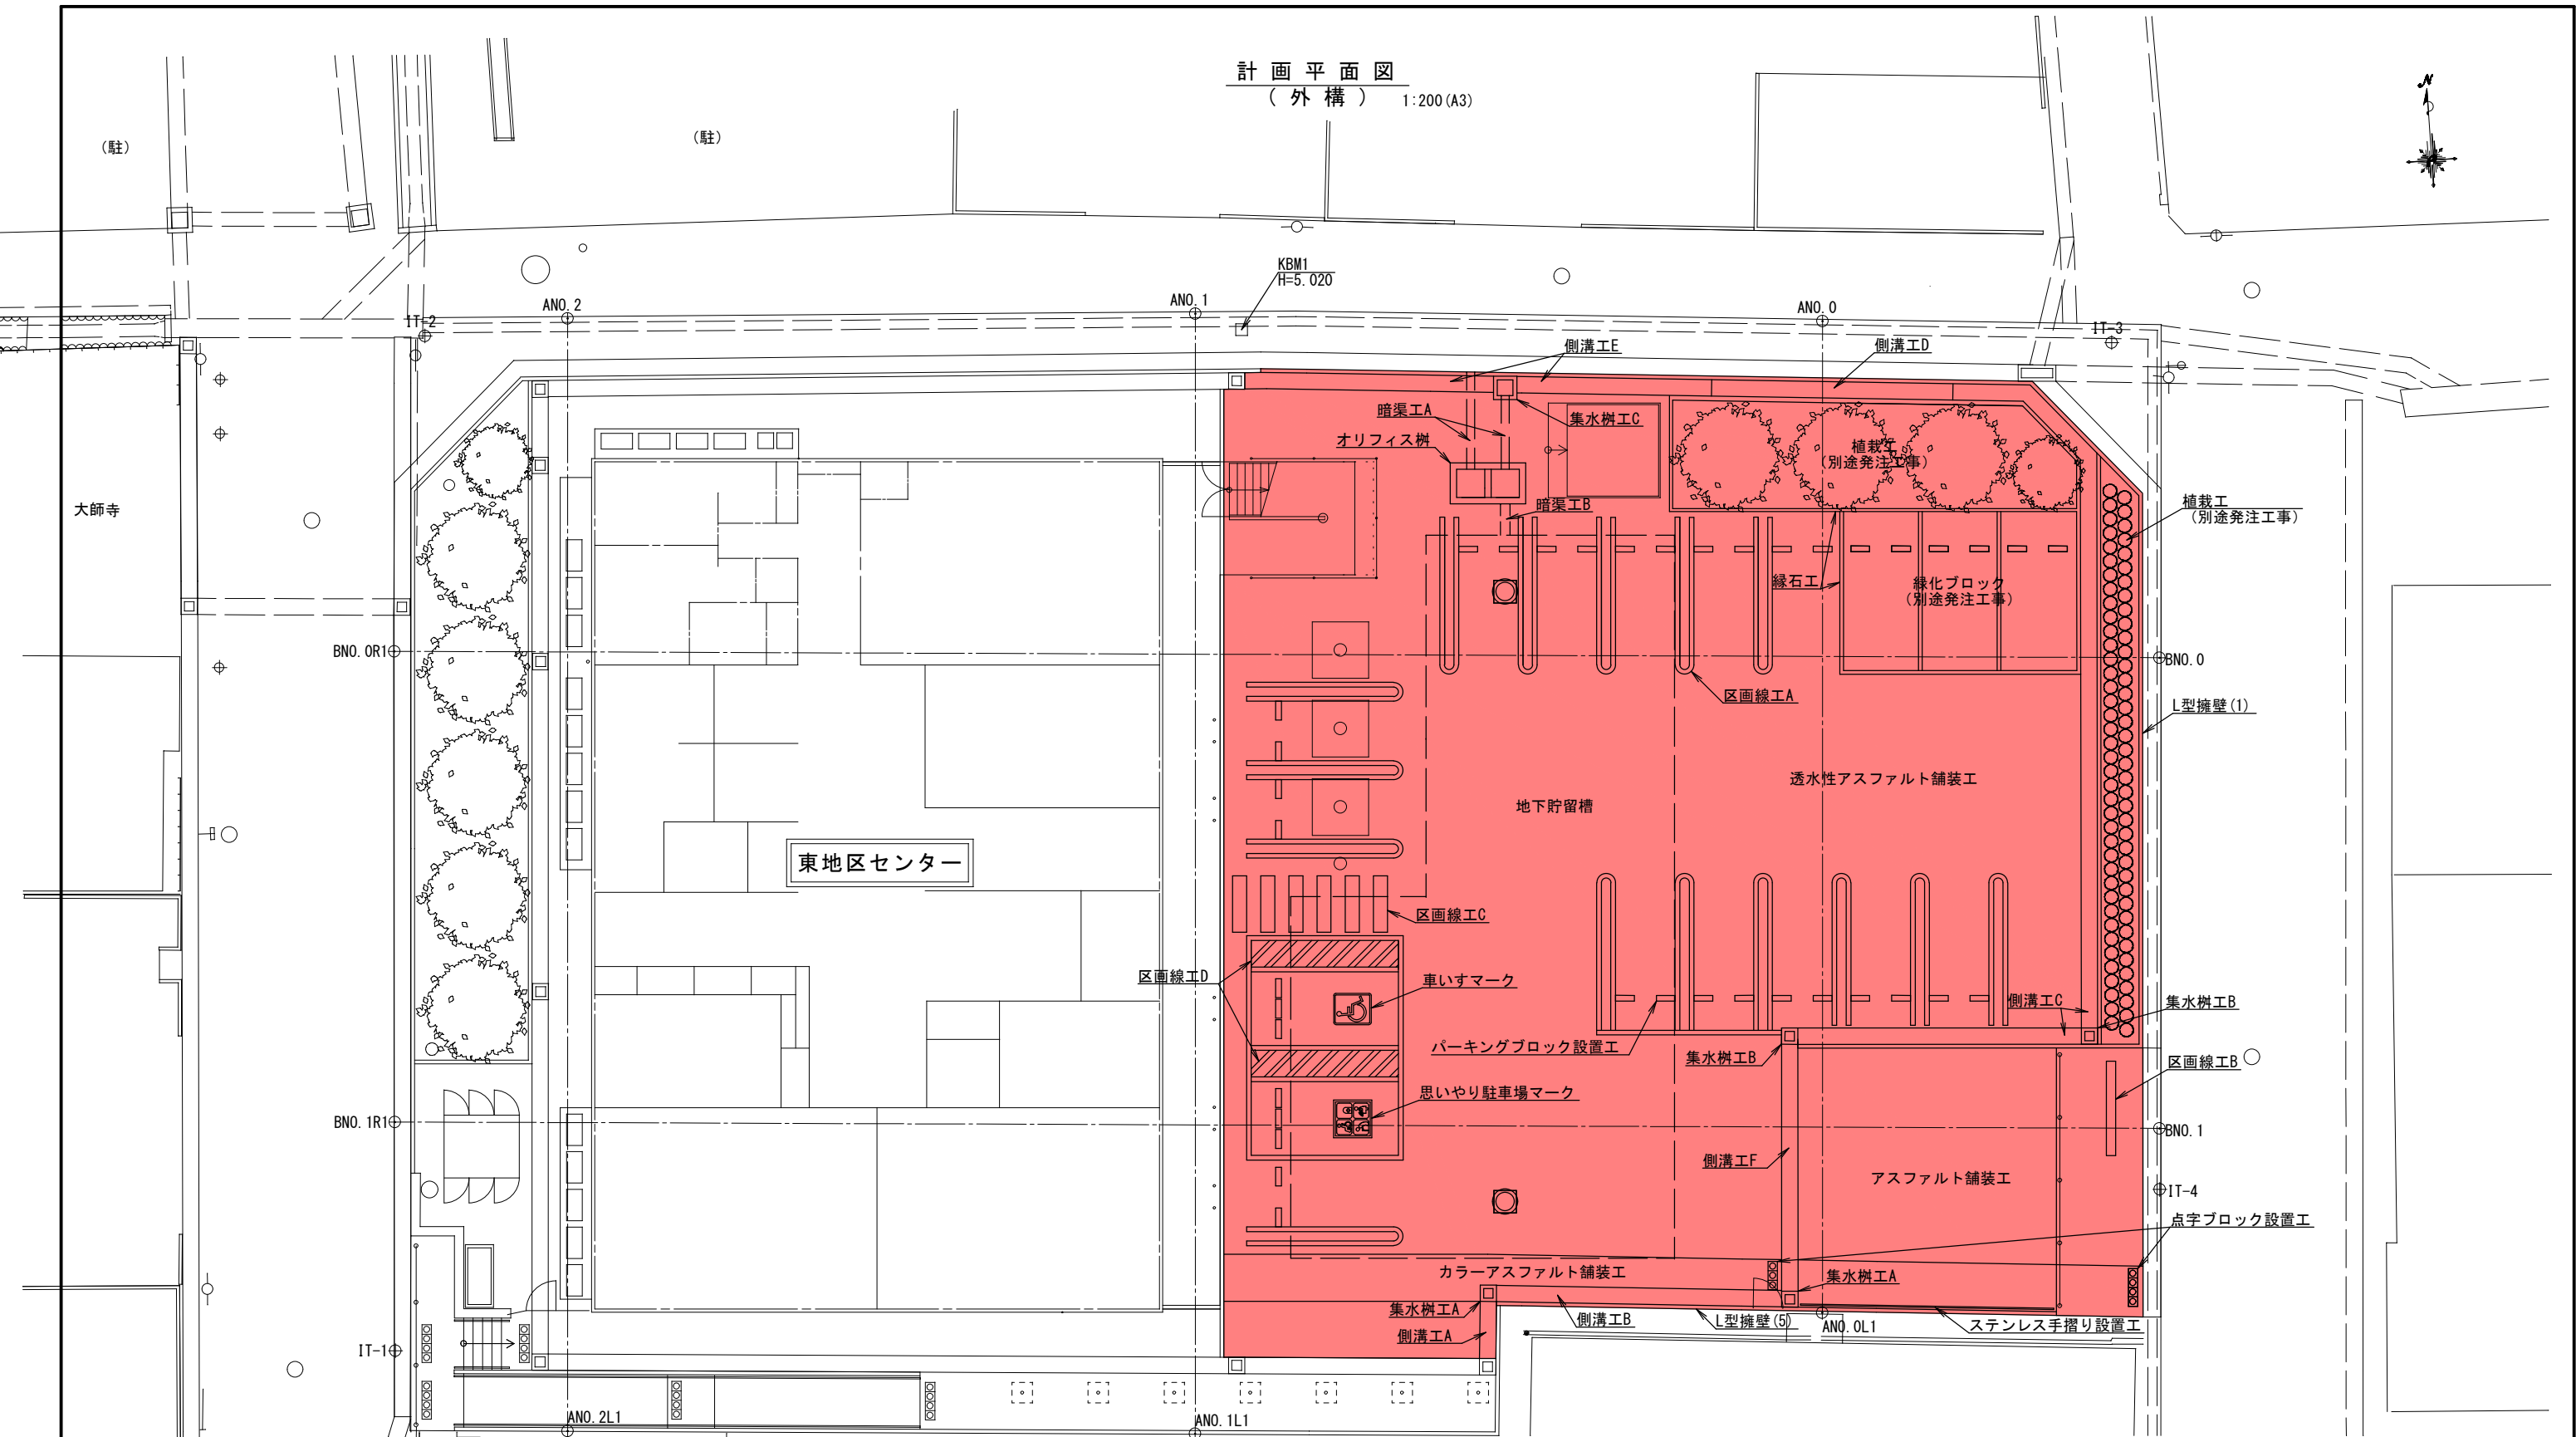 計画平面図
(外構) 1:200(A3)
N
(駐)
(駐)
KBM1
H=5.020
ANO.2
ANO.1
ANO.0
IT-2
IT-3
側溝工E
側溝工D
暗渠工A
集水桝工C
オリフィス桝
植栽工
(別途発注工事)
大師寺
暗渠工B
植栽工
(別途発注工事)
縁石工
緑化ブロック
(別途発注工事)
BNO.0R1
BNO.0
区画線工A
L型擁壁(1)
透水性アスファルト舗装工
地下貯留槽
東地区センター
区画線工C
区画線工D
車いすマーク
側溝工C
集水桝工B
パーキングブロック設置工
集水桝工B
区画線工B
思いやり駐車場マーク
BNO.1R1
BNO.1
側溝工F
アスファルト舗装工
IT-4
点字ブロック設置工
カラーアスファルト舗装工
集水桝工A
集水桝工A
側溝工B
L型擁壁(5)
ANO.0L1
ステンレス手摺り設置工
側溝工A
IT-1
ANO.2L1
ANO.1L1